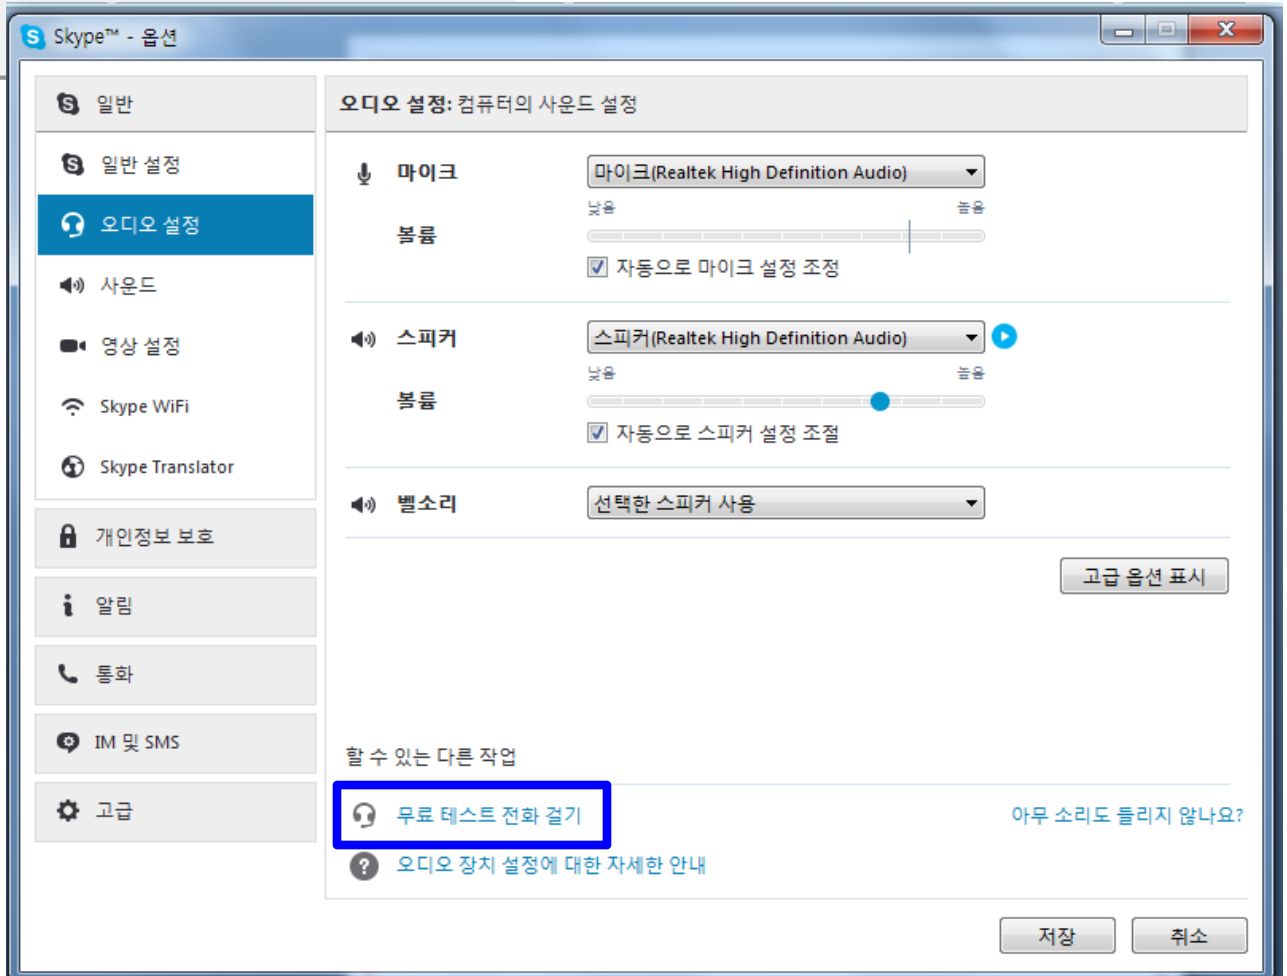 Skype™ - 옵션
일반
일반 설정
오디오 설정
사운드
영상 설정
Skype WiFi
Skype Translator
개인정보 보호
알림
통화
IM 및 SMS
고급
오디오 설정: 컴퓨터의 사운드 설정
마이크 마이크(Realtek High Definition Audio)
낮음 높음
볼륨
자동으로 마이크 설정 조정
스피커 스피커(Realtek High Definition Audio)
낮음 높음
볼륨
자동으로 스피커 설정 조절
벨소리 선택한 스피커 사용
고급 옵션 표시
할 수 있는 다른 작업
무료 테스트 전화 걸기 아무 소리도 들리지 않나요?
오디오 장치 설정에 대한 자세한 안내
저장 취소